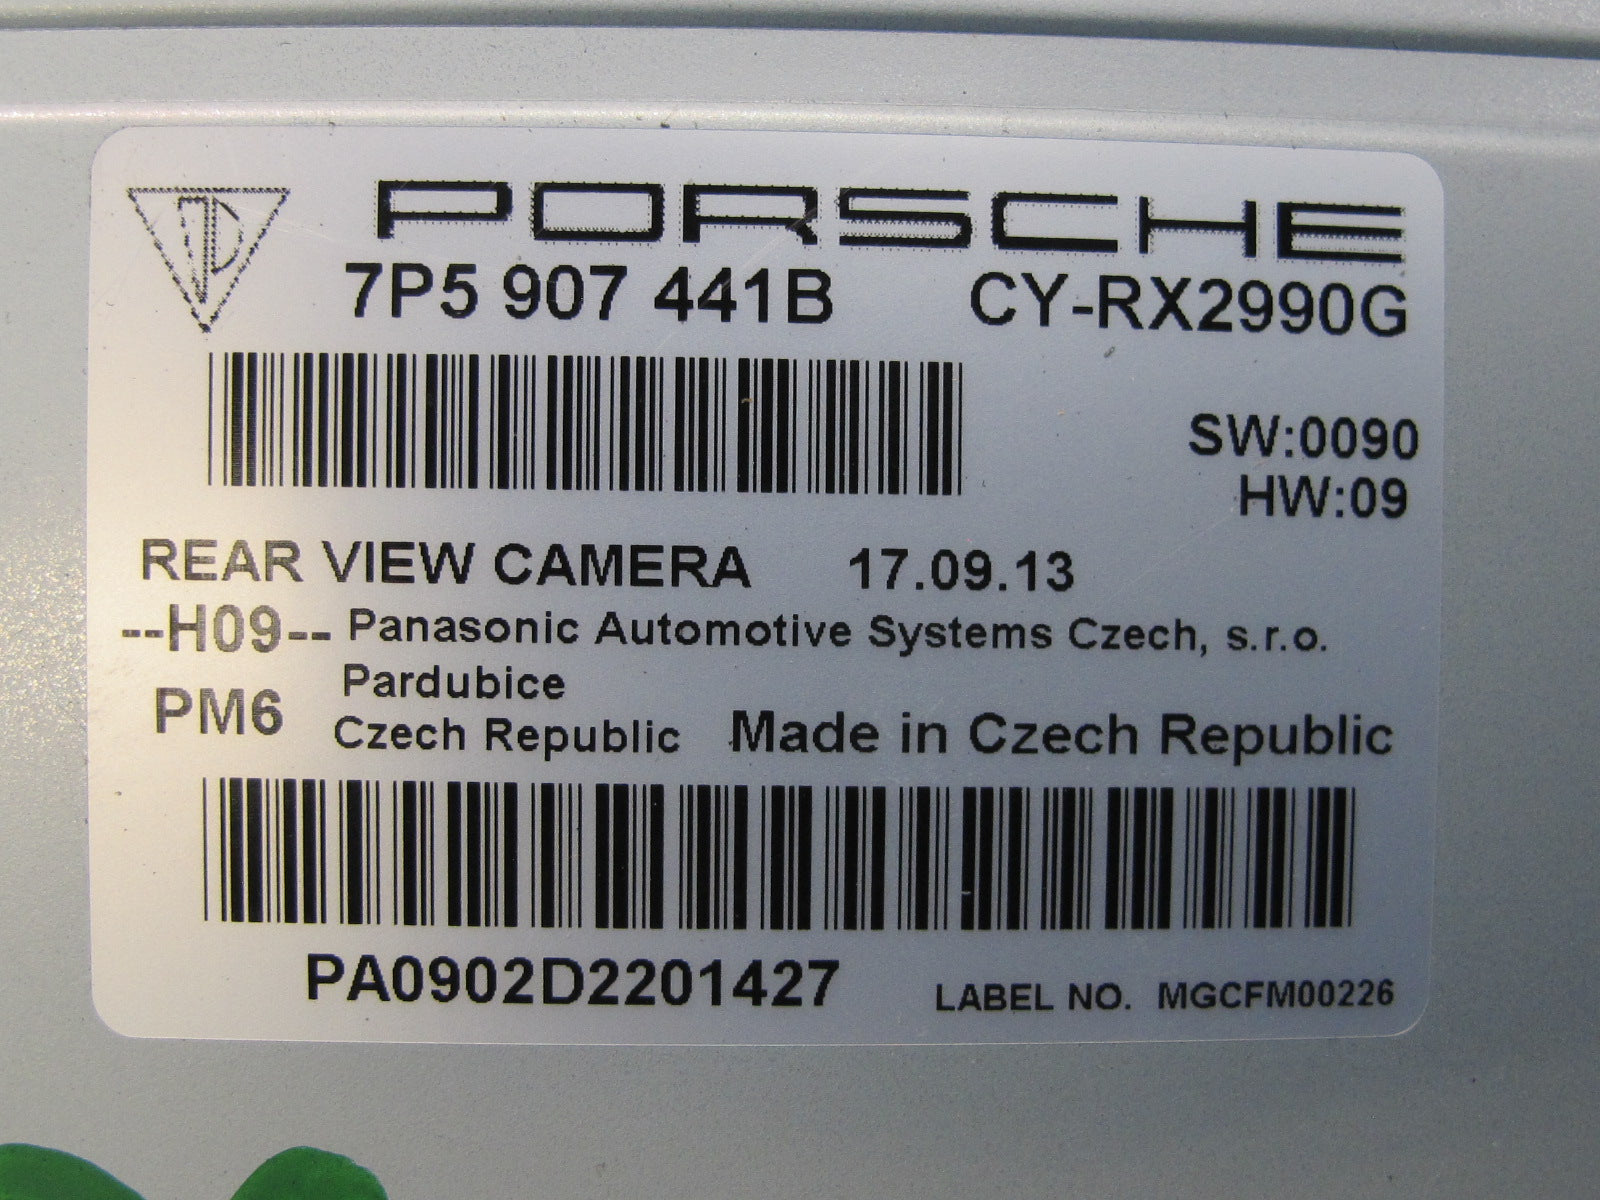 PORSCHE
7P5 907 441B CY-RX2990G
SW:0090
HW:09
REAR VIEW CAMERA 17.09.13
--H09-- Panasonic Automotive Systems Czech, s.r.o.
Pardubice
PM6
Czech Republic Made in Czech Republic
PA0902D2201427 LABEL NO. MGCFM00226